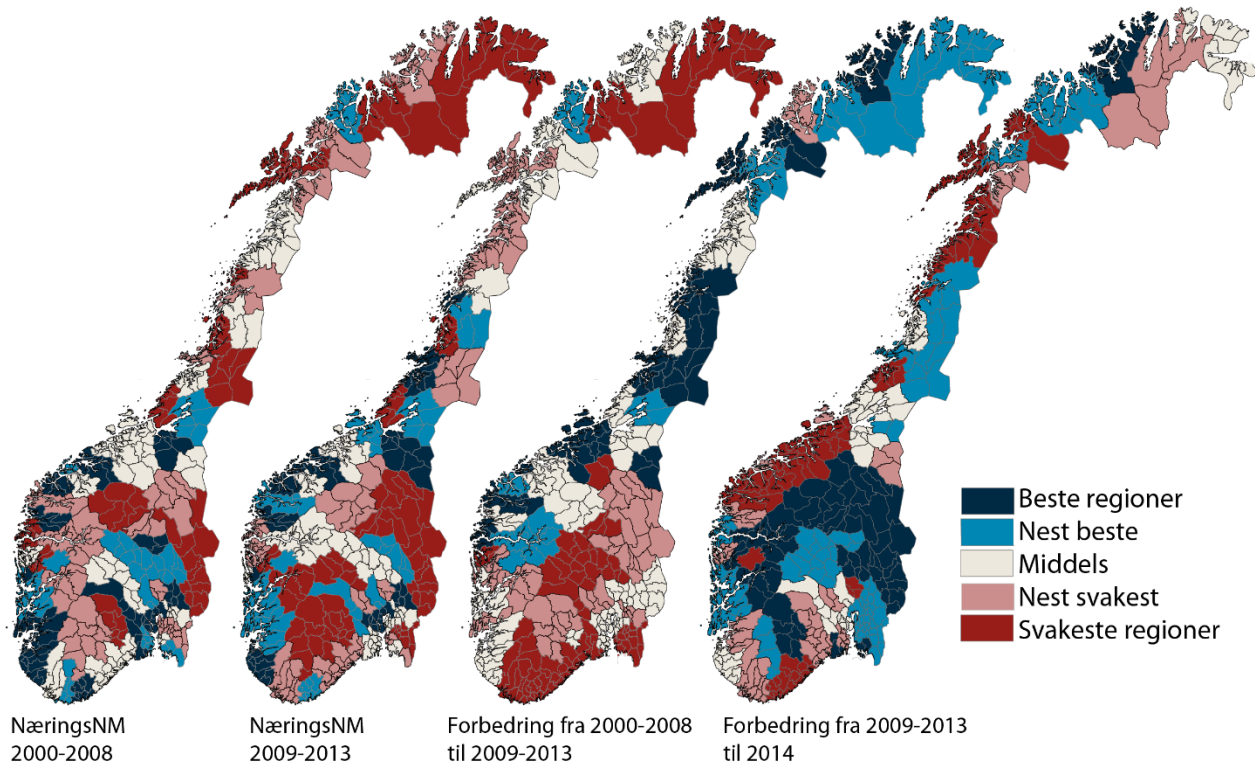 Beste regioner
Nest beste
Middels
Nest svakest
Svakeste regioner
NæringsNM
2000-2008
NæringsNM
2009-2013
Forbedring fra 2000-2008
til 2009-2013
Forbedring fra 2009-2013
til 2014